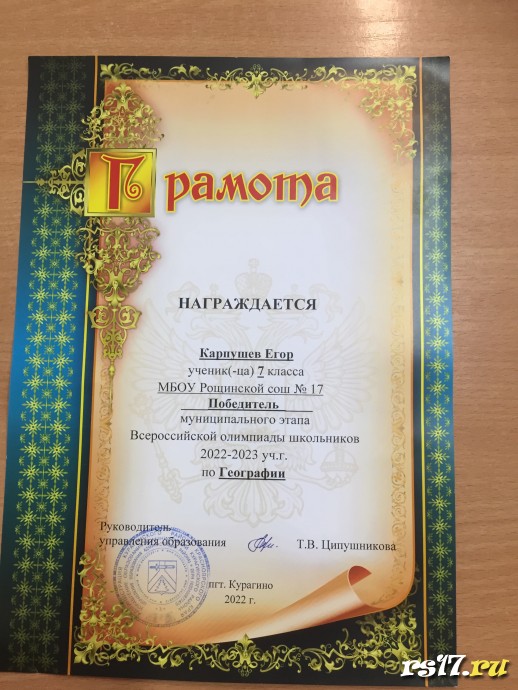 Грамота
НАГРАЖДАЕТСЯ
Карпушев Егор
ученик(-ца) 7 класса
МБОУ Рощинской сош № 17
Победитель
муниципального этапа
Всероссийской олимпиады школьников
2022-2023 уч.г.
по Географии
Руководитель
управления образования Т.В. Ципушникова
пгт. Курагино
2022 г.
rs17.ru